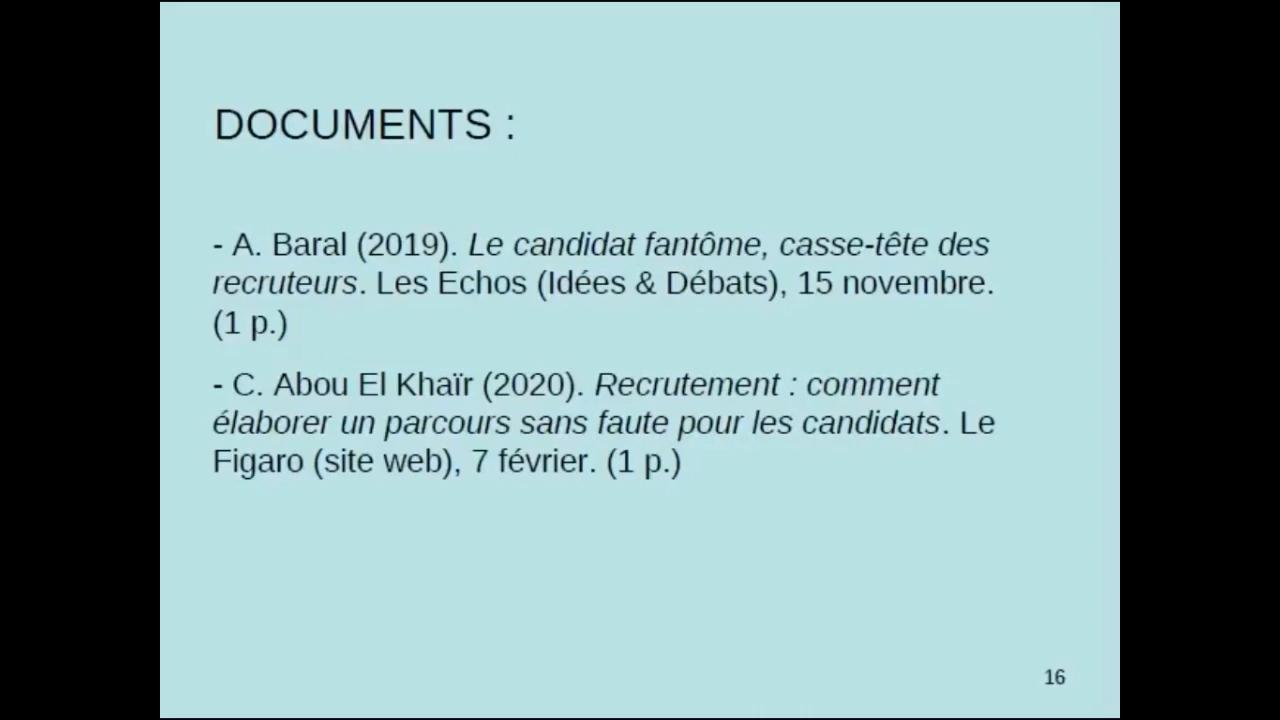 DOCUMENTS :
- A. Baral (2019). Le candidat fantôme, casse-tête des
recruteurs. Les Echos (Idées & Débats), 15 novembre.
(1 p.)
- C. Abou El Khaïr (2020). Recrutement : comment
élaborer un parcours sans faute pour les candidats. Le
Figaro (site web), 7 février. (1 p.)
16